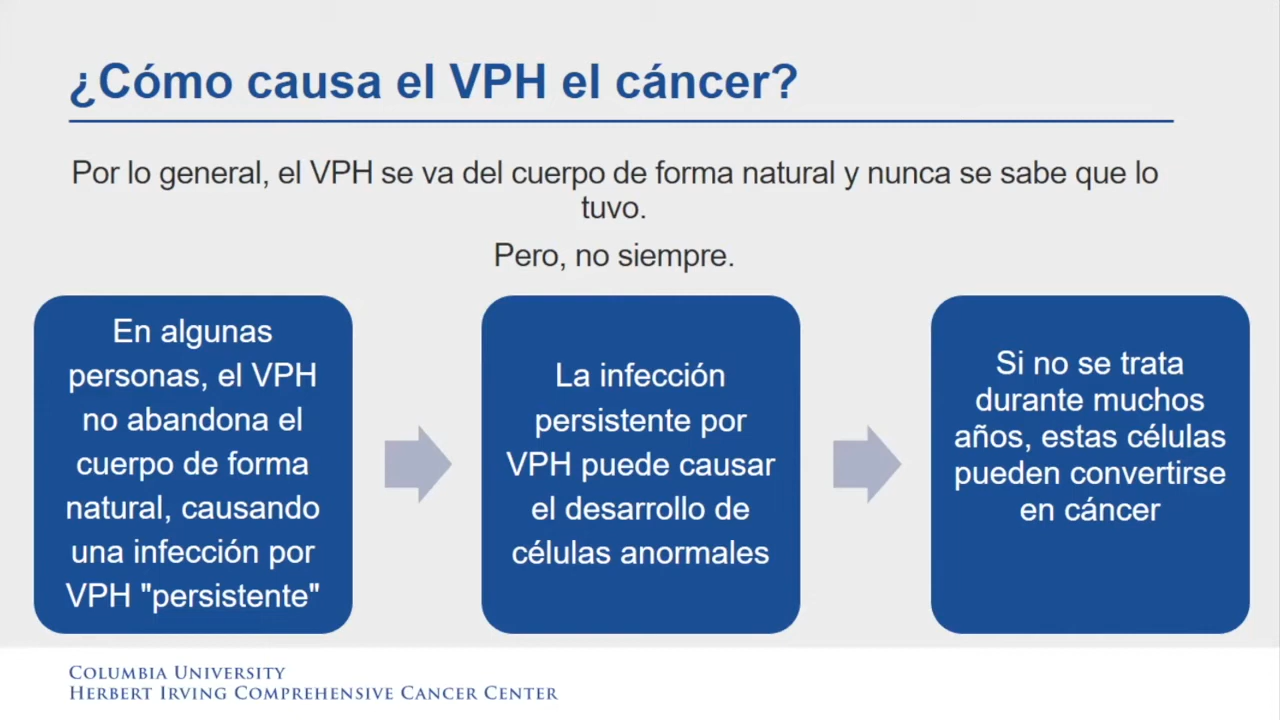 ¿Cómo causa el VPH el cáncer?
Por lo general, el VPH se va del cuerpo de forma natural y nunca se sabe que lo
tuvo.
Pero, no siempre.
En algunas
personas, el VPH
no abandona el
cuerpo de forma
natural, causando
una infección por
VPH "persistente"
La infección
persistente por
VPH puede causar
el desarrollo de
células anormales
Si no se trata
durante muchos
años, estas células
pueden convertirse
en cáncer
COLUMBIA UNIVERSITY
HERBERT IRVING COMPREHENSIVE CANCER CENTER